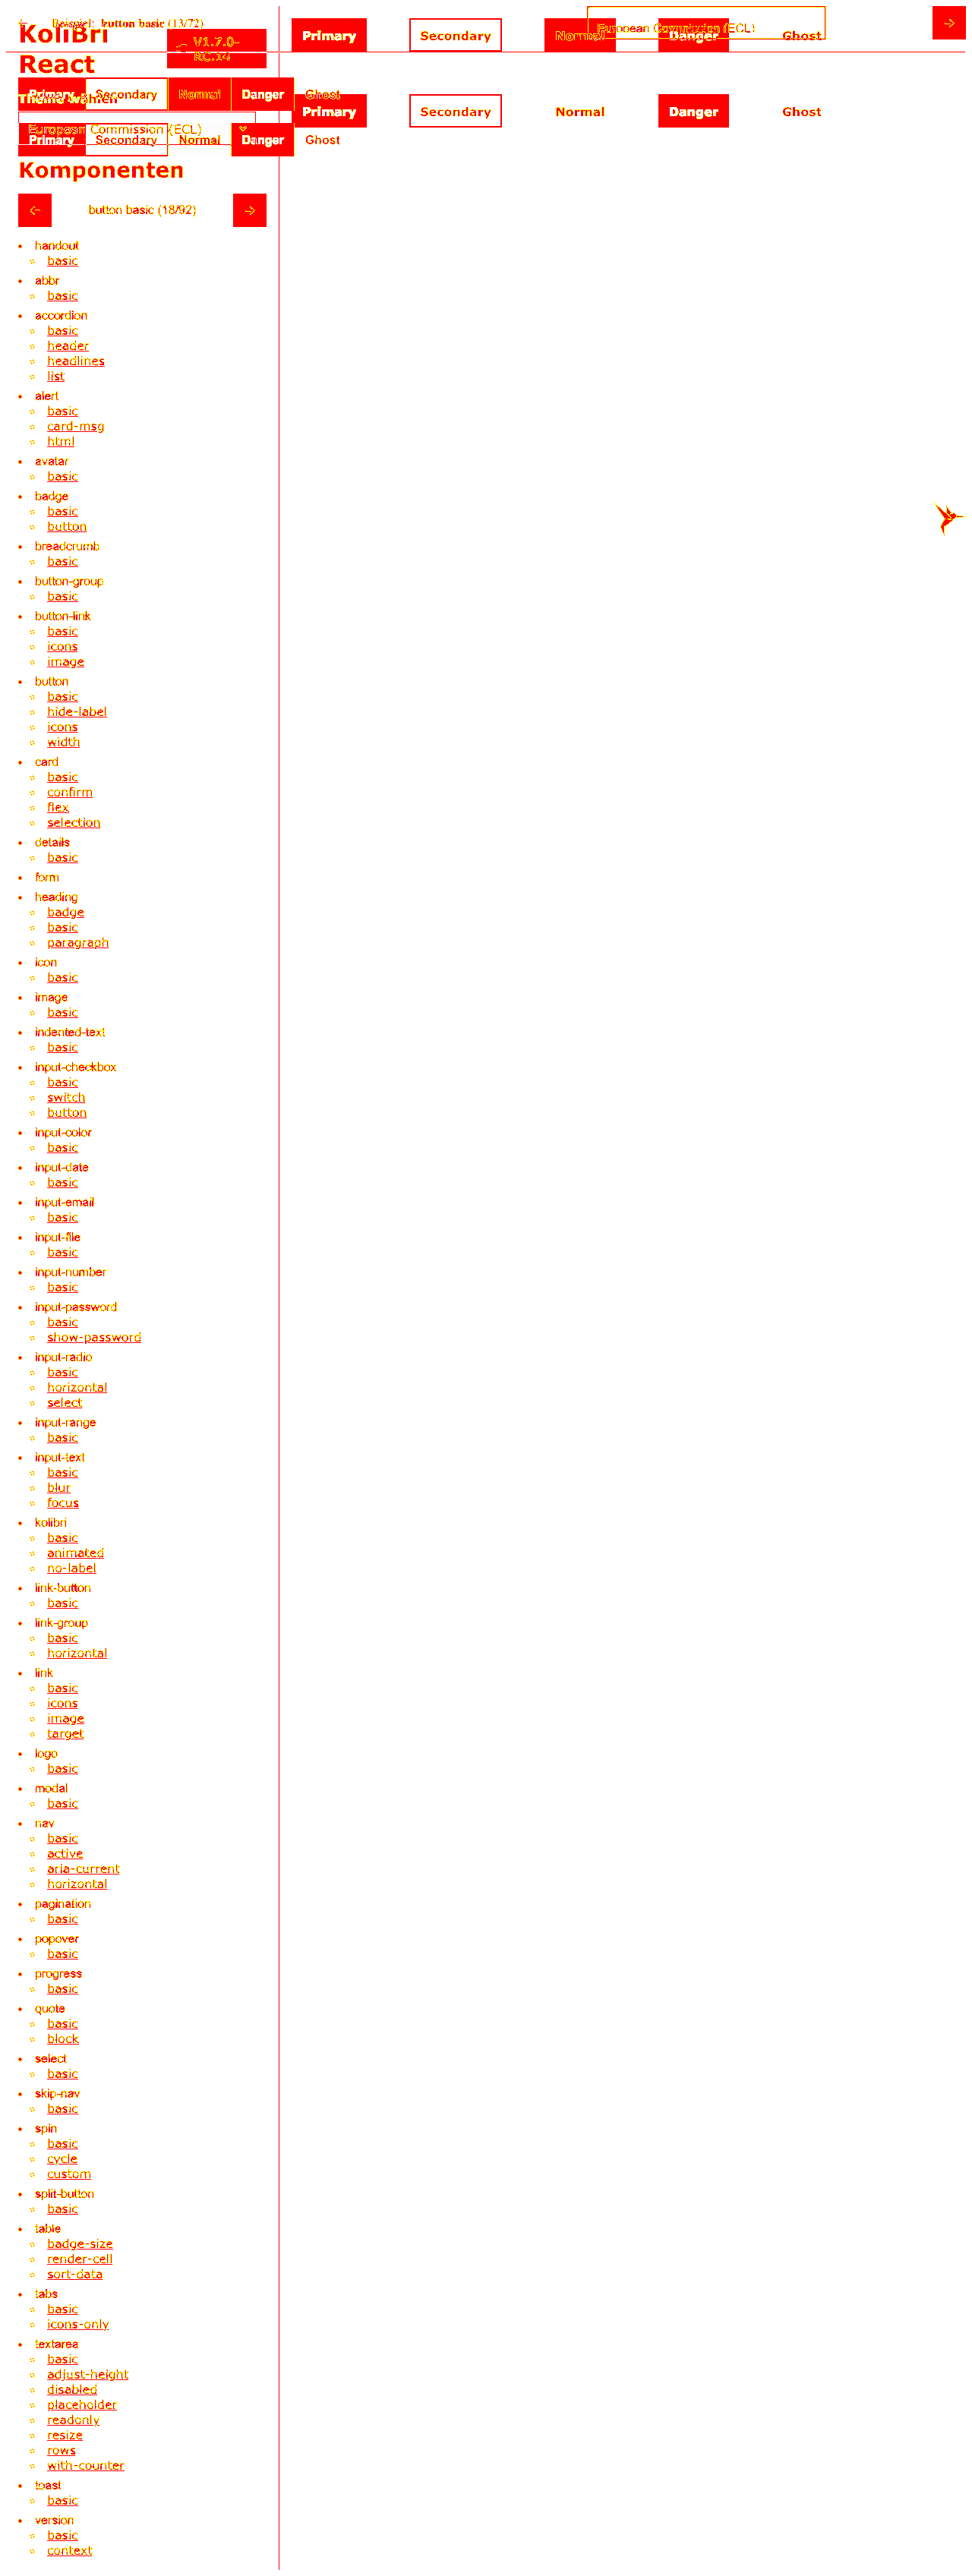 ← Beispiel: button basic (13/72)
KoliBri
React
V1.7.0-
RC.14
Primary Secondary Normal Danger Ghost
European Commission (ECL)
→
Primary Secondary Normal Danger Ghost
Theme wählen
Primary Secondary Normal Danger Ghost
European Commission (ECL)
Primary Secondary Normal Danger Ghost
Komponenten
← button basic (18/92) →
handout
basic
abbr
basic
accordion
basic
header
headlines
list
alert
basic
card-msg
html
avatar
basic
badge
basic
button
breadcrumb
basic
button-group
basic
button-link
basic
icons
image
button
basic
hide-label
icons
width
card
basic
confirm
flex
selection
details
basic
form
heading
badge
basic
paragraph
icon
basic
image
basic
indented-text
basic
input-checkbox
basic
switch
button
input-color
basic
input-date
basic
input-email
basic
input-file
basic
input-number
basic
input-password
basic
show-password
input-radio
basic
horizontal
select
input-range
basic
input-text
basic
blur
focus
kolibri
basic
animated
no-label
link-button
basic
link-group
basic
horizontal
link
basic
icons
image
target
logo
basic
modal
basic
nav
basic
active
aria-current
horizontal
pagination
basic
popover
basic
progress
basic
quote
basic
block
select
basic
skip-nav
basic
spin
basic
cycle
custom
split-button
basic
table
badge-size
render-cell
sort-data
tabs
basic
icons-only
textarea
basic
adjust-height
disabled
placeholder
readonly
resize
rows
with-counter
toast
basic
version
basic
context